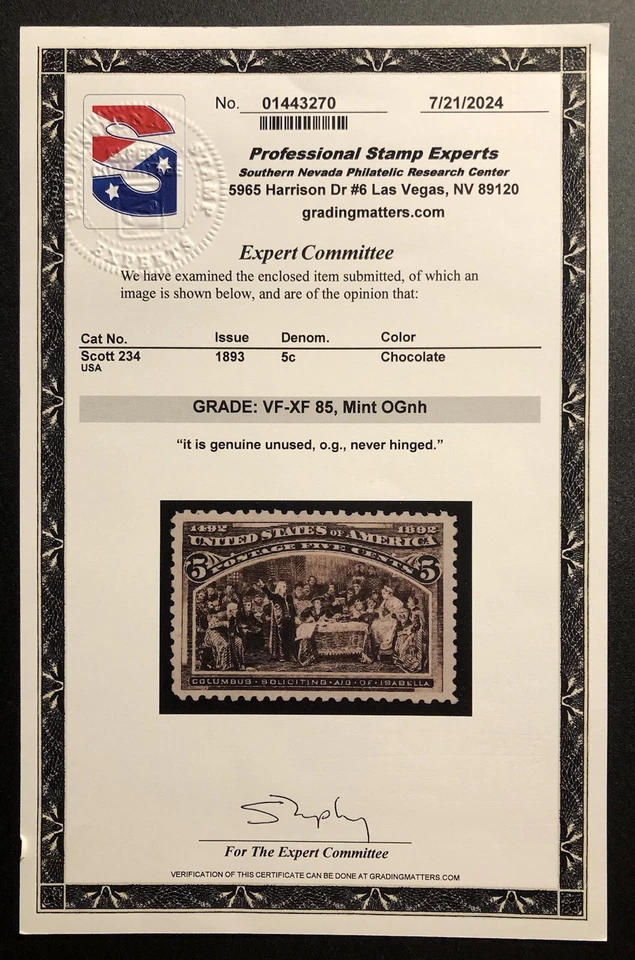 No. 01443270 7/21/2024
Professional Stamp Experts
Southern Nevada Philatelic Research Center
5965 Harrison Dr #6 Las Vegas, NV 89120
gradingmatters.com
EXPERTS
Expert Committee
We have examined the enclosed item submitted, of which an
image is shown below, and are of the opinion that:
Cat No. Issue Denom. Color
Scott 234 1893 5c Chocolate
USA
GRADE: VF-XF 85, Mint OGnh
“it is genuine unused, o.g., never hinged.”
1492 1892
UNITED STATES OF AMERICA
5 POSTAGE FIVE CENTS 5
COLUMBUS · SOLICITING · AID · OF · ISABELLA
For The Expert Committee
VERIFICATION OF THIS CERTIFICATE CAN BE DONE AT GRADINGMATTERS.COM